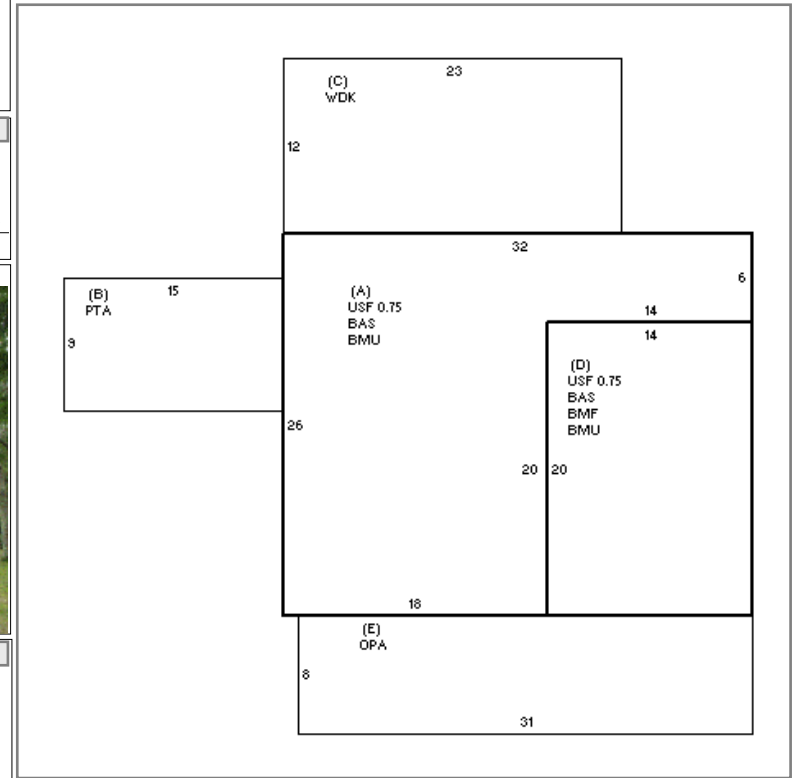 23
(C)
WDK
12
32
6
15
(B)
PTA
9
(A)
USF 0.75
BAS
BMU
14
14
(D)
USF 0.75
BAS
BMF
BMU
26
20
20
18
(E)
OPA
8
31